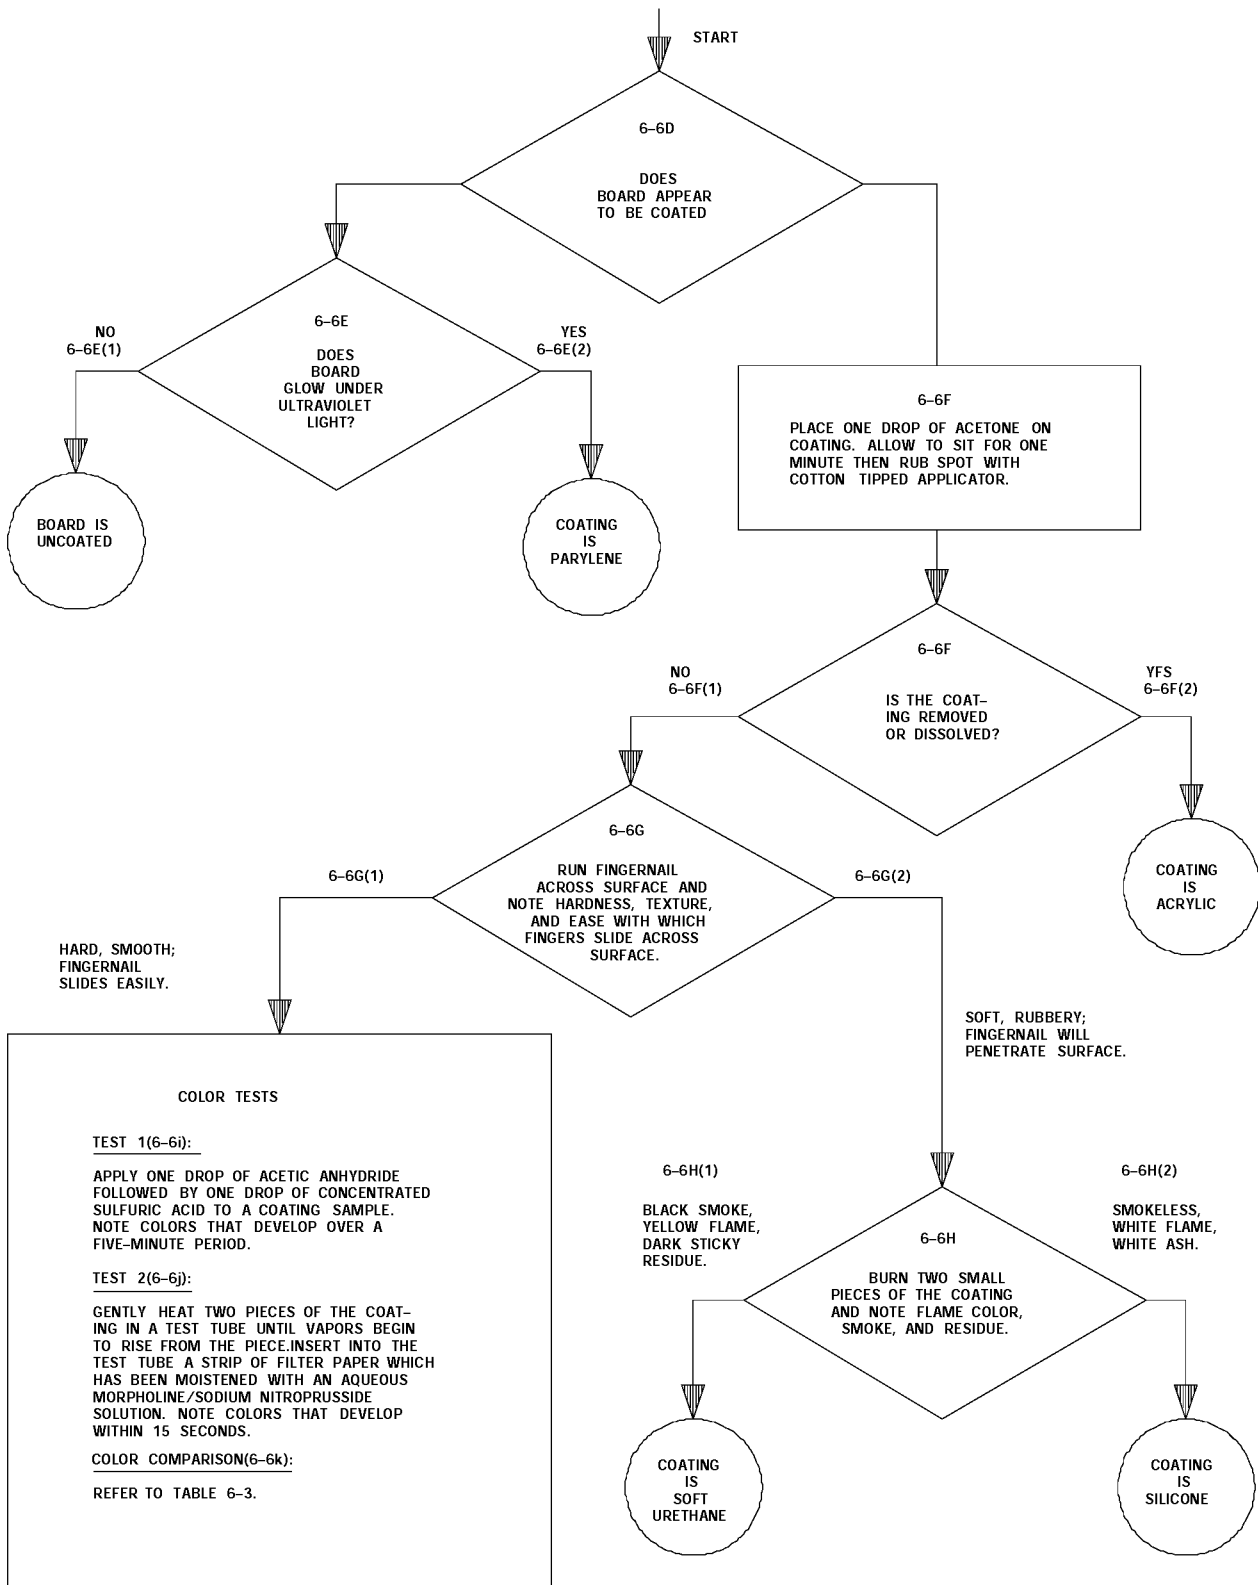 START
6–6D
DOES
BOARD APPEAR
TO BE COATED
6–6E
DOES
BOARD
GLOW UNDER
ULTRAVIOLET
LIGHT?
NO
6–6E(1)
YES
6–6E(2)
BOARD IS
UNCOATED
COATING
IS
PARYLENE
6–6F
PLACE ONE DROP OF ACETONE ON
COATING. ALLOW TO SIT FOR ONE
MINUTE THEN RUB SPOT WITH
COTTON TIPPED APPLICATOR.
6–6F
IS THE COAT–
ING REMOVED
OR DISSOLVED?
NO
6–6F(1)
YFS
6–6F(2)
COATING
IS
ACRYLIC
6–6G
RUN FINGERNAIL
ACROSS SURFACE AND
NOTE HARDNESS, TEXTURE,
AND EASE WITH WHICH
FINGERS SLIDE ACROSS
SURFACE.
6–6G(1)
6–6G(2)
HARD, SMOOTH;
FINGERNAIL
SLIDES EASILY.
SOFT, RUBBERY;
FINGERNAIL WILL
PENETRATE SURFACE.
COLOR TESTS
TEST 1(6–6i):
APPLY ONE DROP OF ACETIC ANHYDRIDE
FOLLOWED BY ONE DROP OF CONCENTRATED
SULFURIC ACID TO A COATING SAMPLE.
NOTE COLORS THAT DEVELOP OVER A
FIVE–MINUTE PERIOD.
TEST 2(6–6j):
GENTLY HEAT TWO PIECES OF THE COAT–
ING IN A TEST TUBE UNTIL VAPORS BEGIN
TO RISE FROM THE PIECE.INSERT INTO THE
TEST TUBE A STRIP OF FILTER PAPER WHICH
HAS BEEN MOISTENED WITH AN AQUEOUS
MORPHOLINE/SODIUM NITROPRUSSIDE
SOLUTION. NOTE COLORS THAT DEVELOP
WITHIN 15 SECONDS.
COLOR COMPARISON(6–6k):
REFER TO TABLE 6–3.
6–6H(1)
BLACK SMOKE,
YELLOW FLAME,
DARK STICKY
RESIDUE.
6–6H
BURN TWO SMALL
PIECES OF THE COATING
AND NOTE FLAME COLOR,
SMOKE, AND RESIDUE.
6–6H(2)
SMOKELESS,
WHITE FLAME,
WHITE ASH.
COATING
IS
SOFT
URETHANE
COATING
IS
SILICONE